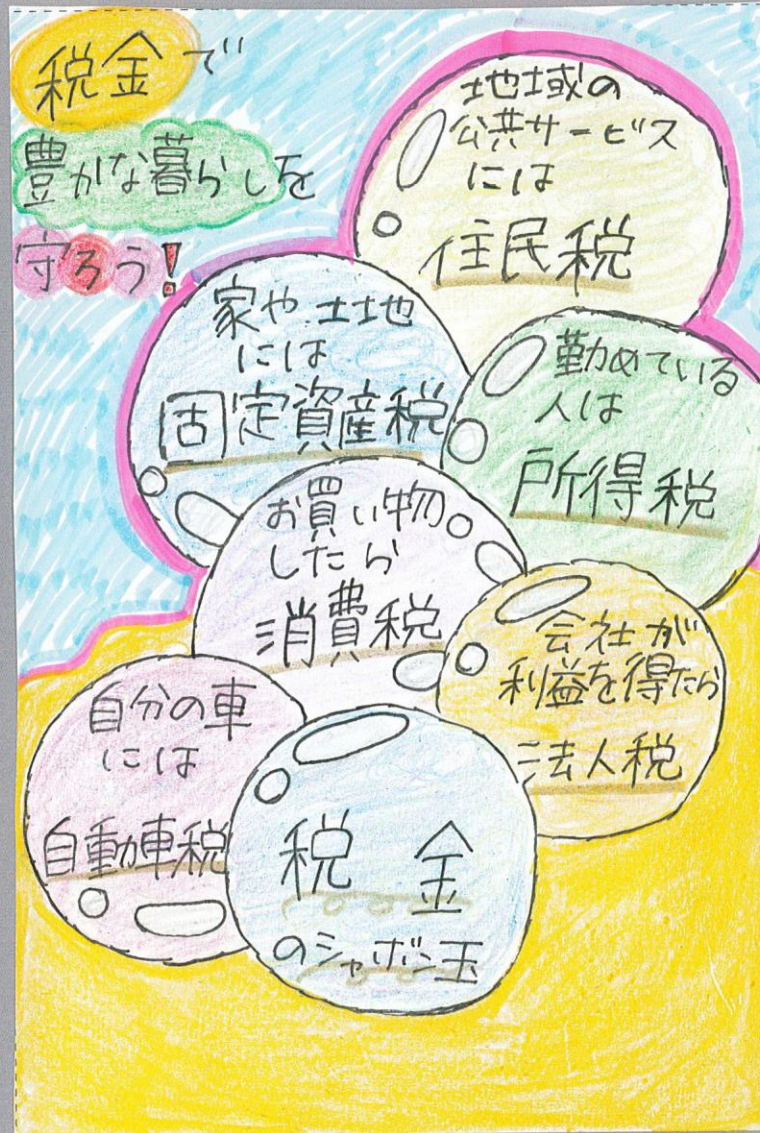 税金で
豊かな暮らしを
守ろう!
地域の
公共サービス
には
住民税
家や土地
には
固定資産税
勤めている
人は
所得税
お買い物
したら
消費税
会社が
利益を得たら
法人税
自分の車
には
自動車税
税金
のシャボン玉